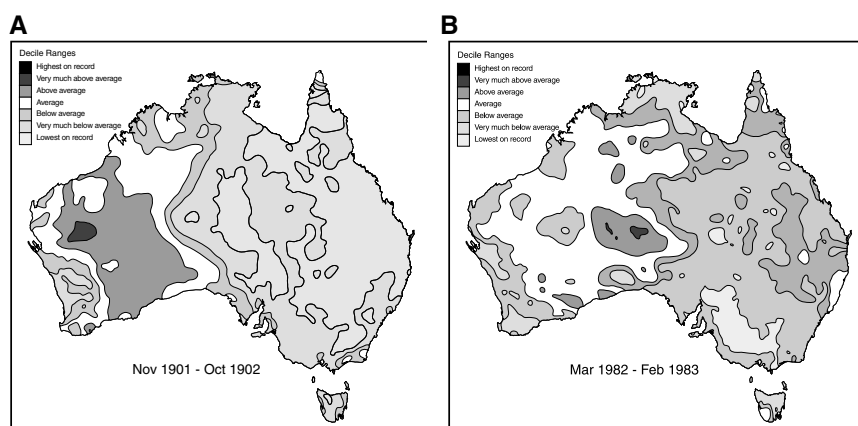 A
Decile Ranges
Highest on record
Very much above average
Above average
Average
Below average
Very much below average
Lowest on record
Nov 1901 - Oct 1902
B
Decile Ranges
Highest on record
Very much above average
Above average
Average
Below average
Very much below average
Lowest on record
Mar 1982 - Feb 1983